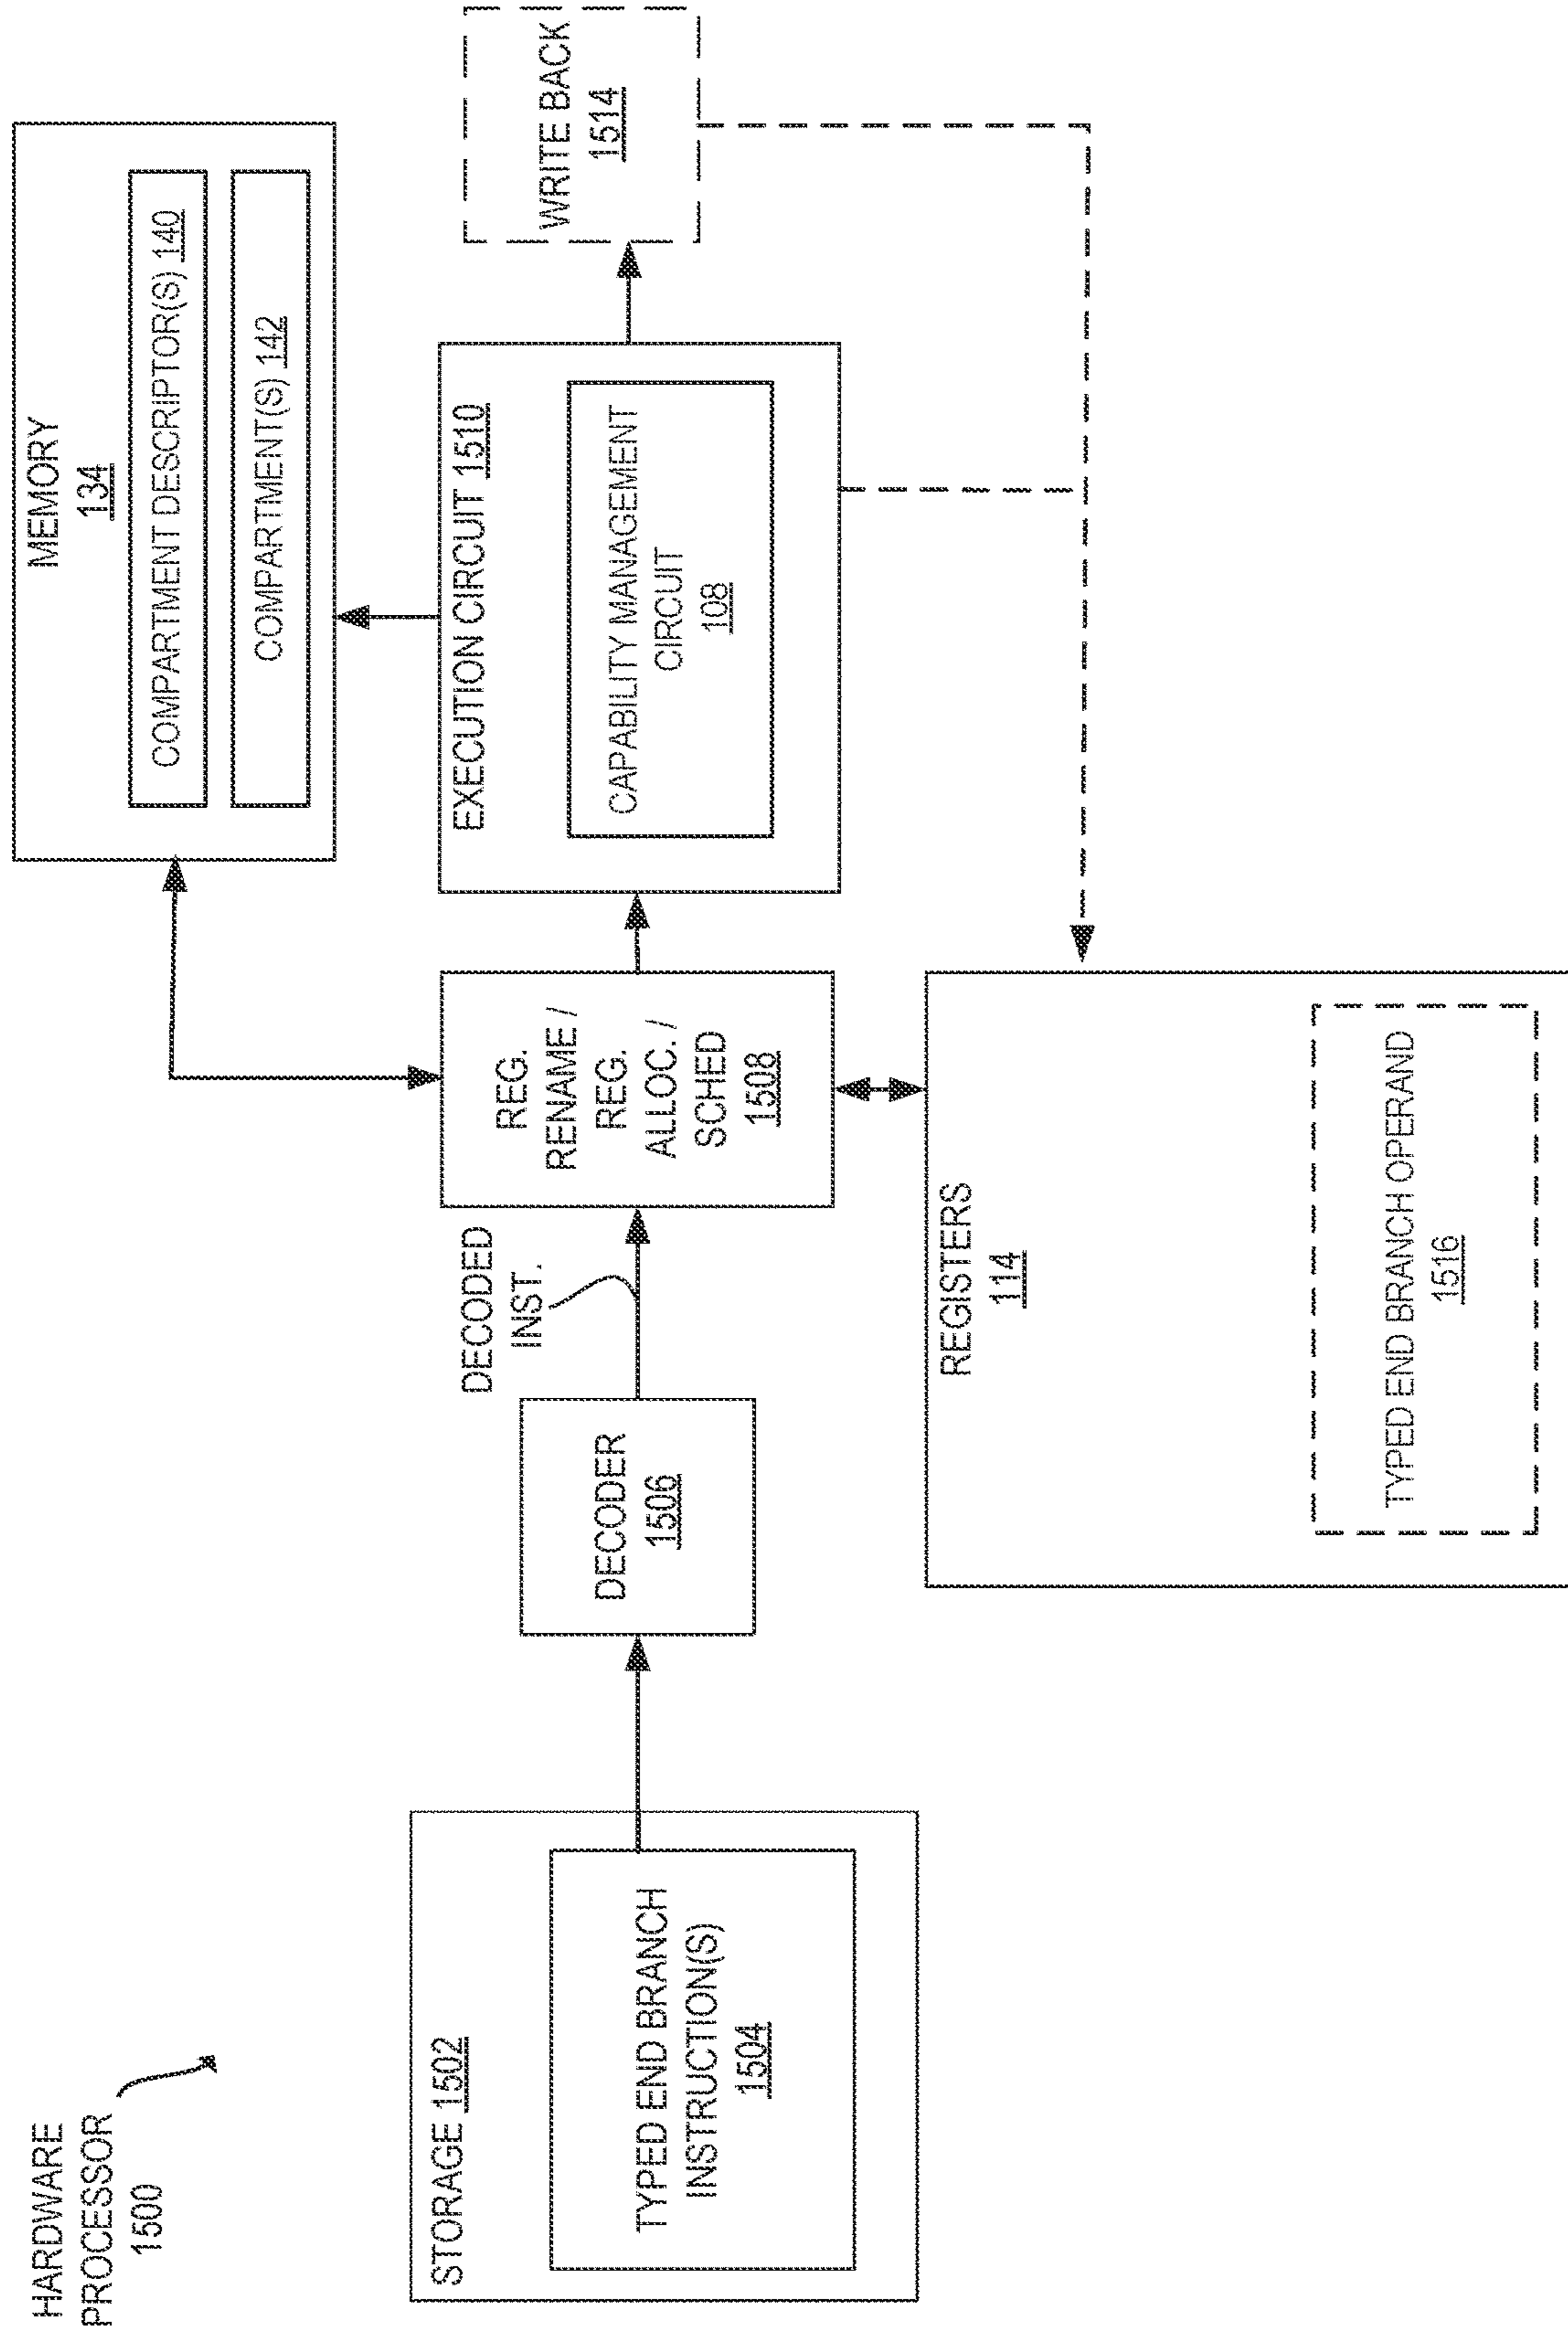 HARDWARE
PROCESSOR
1500
STORAGE 1502
TYPED END BRANCH
INSTRUCTION(S)
1504
DECODER
1506
DECODED
INST.
REG.
RENAME /
REG.
ALLOC. /
SCHED
1508
REGISTERS
114
TYPED END BRANCH OPERAND
1516
MEMORY
134
COMPARTMENT DESCRIPTOR(S) 140
COMPARTMENT(S) 142
EXECUTION CIRCUIT 1510
CAPABILITY MANAGEMENT
CIRCUIT
108
WRITE BACK
1514